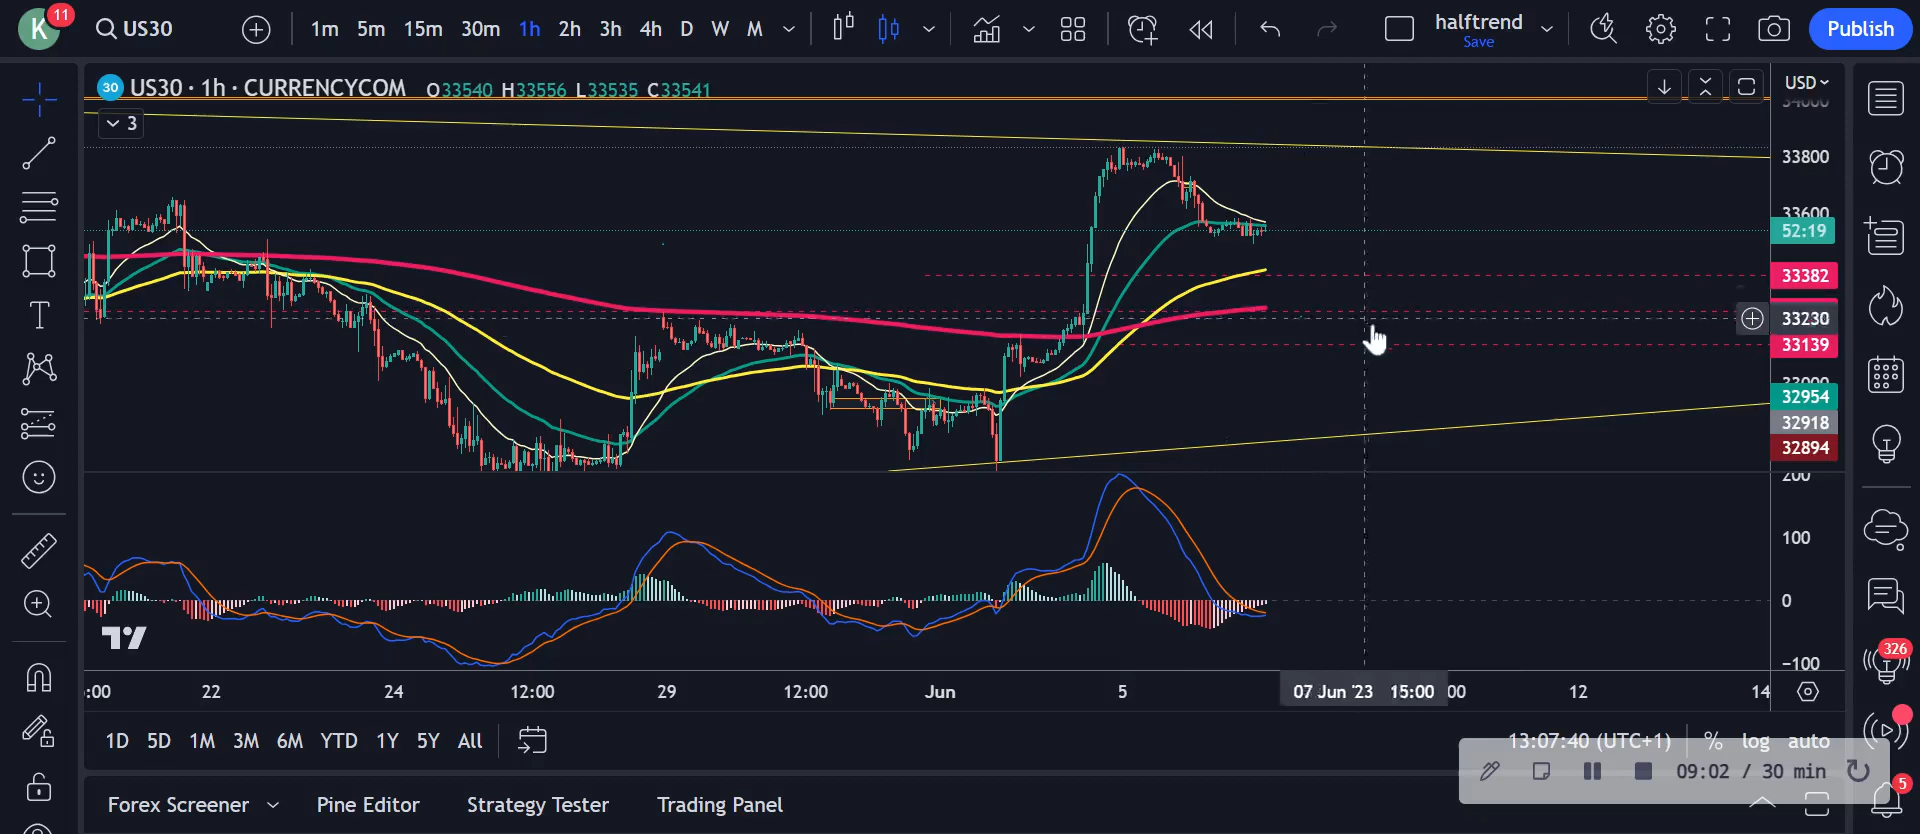 K
11
US30
1m 5m 15m 30m 1h 2h 3h 4h D W M
halftrend
Save
Publish
30 US30 · 1h · CURRENCYCOM O33540 H33556 L33535 C33541
USD
34000
3
33800
33600
52:19
33382
33230
33139
33000
32954
32918
32894
200
100
0
-100
326
5
:00 22 24 12:00 29 12:00 Jun 5 07 Jun '23 15:00 :00 12 14
1D 5D 1M 3M 6M YTD 1Y 5Y All
13:07:40 (UTC+1) % log auto
09:02 / 30 min
Forex Screener Pine Editor Strategy Tester Trading Panel